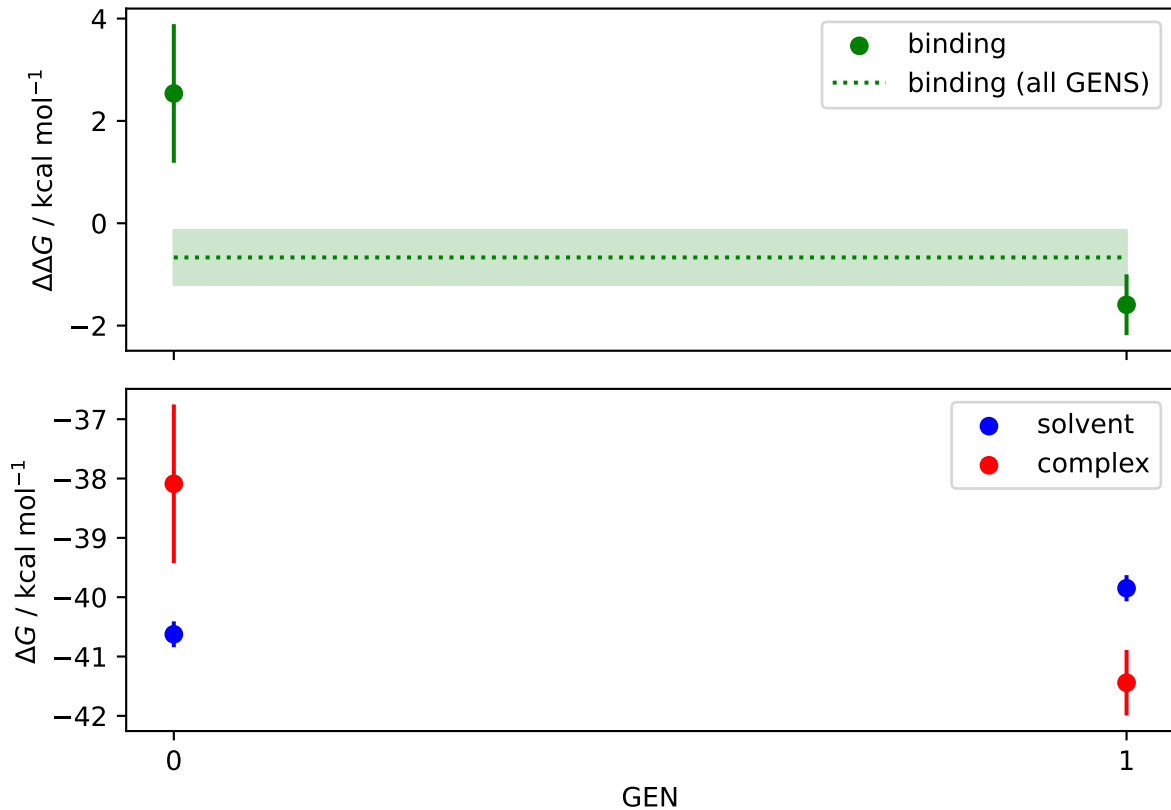 4
2
0
−2
ΔΔG / kcal mol⁻¹
binding
binding (all GENS)
−37
−38
−39
−40
−41
−42
ΔG / kcal mol⁻¹
solvent
complex
0
1
GEN